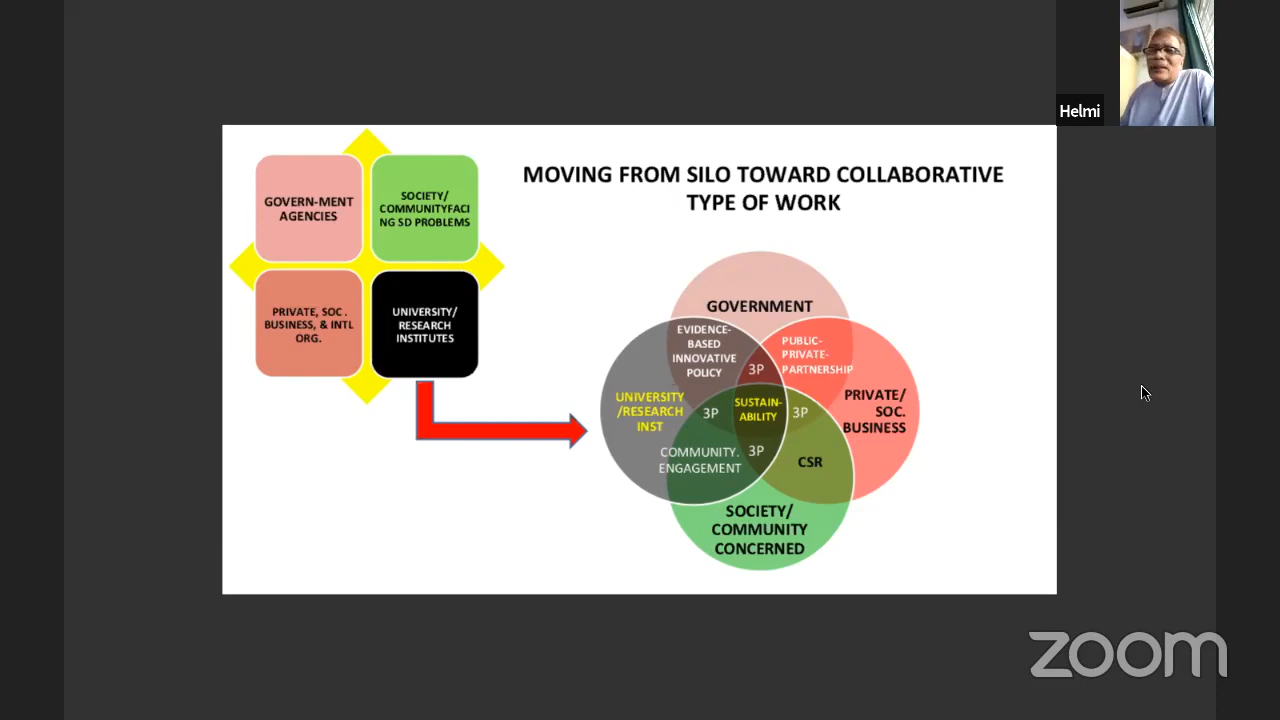 Helmi
MOVING FROM SILO TOWARD COLLABORATIVE
TYPE OF WORK
GOVERN-MENT
AGENCIES
SOCIETY/
COMMUNITYFACI
NG SD PROBLEMS
PRIVATE, SOC .
BUSINESS, & INTL
ORG.
UNIVERSITY/
RESEARCH
INSTITUTES
GOVERNMENT
EVIDENCE-
BASED
INNOVATIVE
POLICY
3P
PUBLIC-
PRIVATE-
PARTNERSHIP
UNIVERSITY
/RESEARCH
INST
3P
SUSTAIN-
ABILITY
3P
PRIVATE/
SOC.
BUSINESS
COMMUNITY.
ENGAGEMENT
3P
CSR
SOCIETY/
COMMUNITY
CONCERNED
zoom